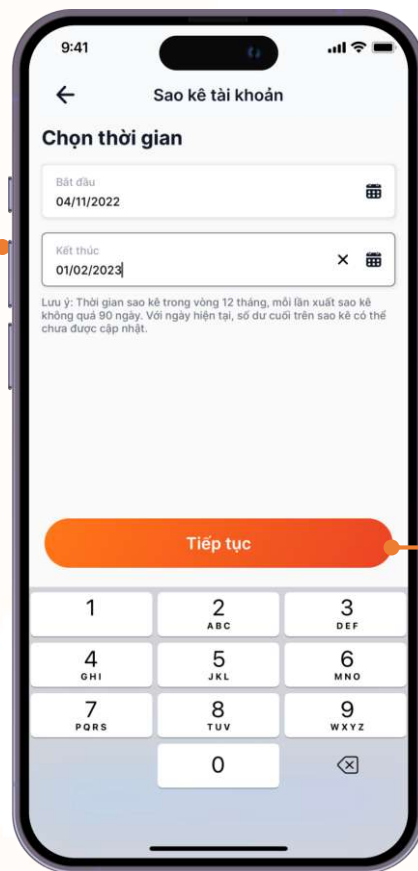 9:41
Sao kê tài khoản
Chọn thời gian
Bắt đầu
04/11/2022
Kết thúc
01/02/2023
Lưu ý: Thời gian sao kê trong vòng 12 tháng, mỗi lần xuất sao kê
không quá 90 ngày. Với ngày hiện tại, số dư cuối trên sao kê có thể
chưa được cập nhật.
Tiếp tục
1 2 3
ABC DEF
4 5 6
GHI JKL MNO
7 8 9
PQRS TUV WXYZ
0